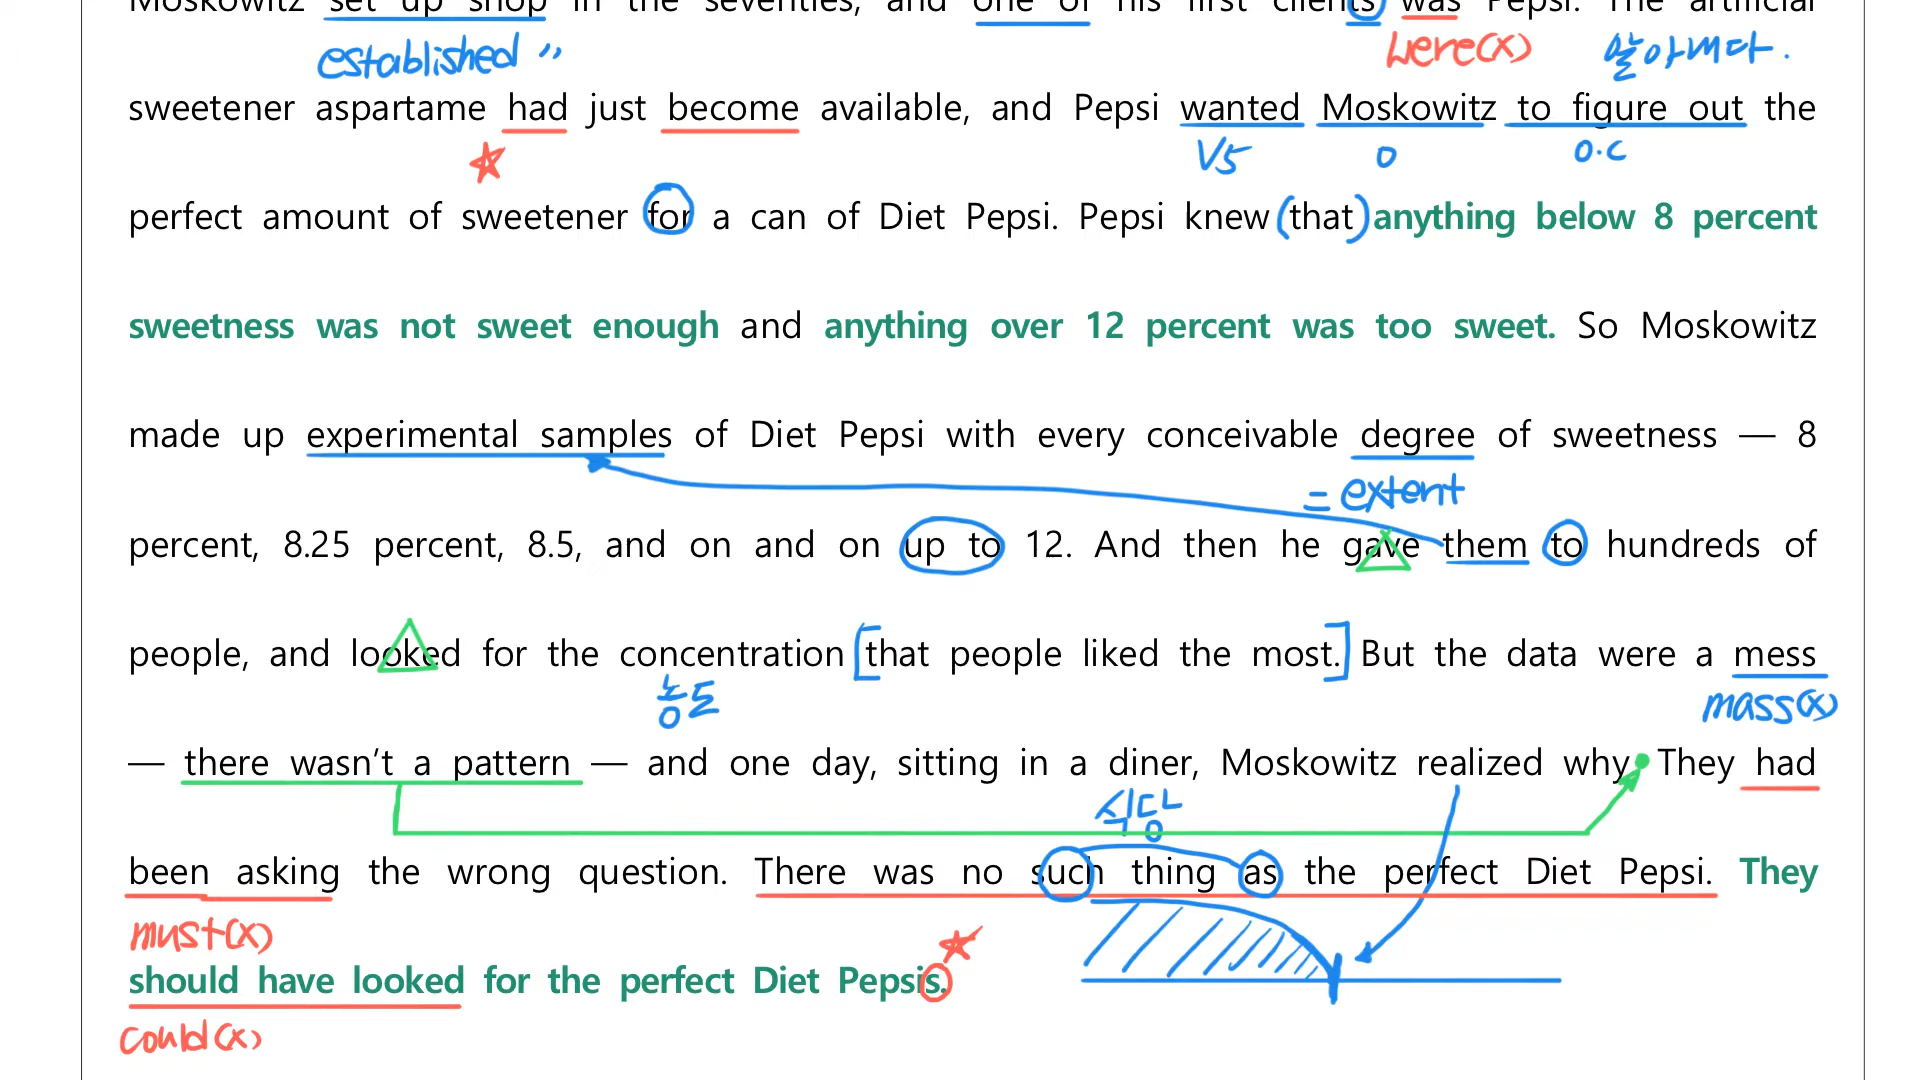 Moskowitz set up shop in the seventies, and one of his first clients was Pepsi. The artificial
established "
were(x)
알아내다.
sweetener aspartame had just become available, and Pepsi wanted Moskowitz to figure out the
V5
O
O.C
perfect amount of sweetener for a can of Diet Pepsi. Pepsi knew (that) anything below 8 percent
sweetness was not sweet enough and anything over 12 percent was too sweet. So Moskowitz
made up experimental samples of Diet Pepsi with every conceivable degree of sweetness — 8
= extent
percent, 8.25 percent, 8.5, and on and on up to 12. And then he gave them to hundreds of
people, and looked for the concentration [that people liked the most.] But the data were a mess
농도
mass(x)
— there wasn't a pattern — and one day, sitting in a diner, Moskowitz realized why. They had
식당
been asking the wrong question. There was no such thing as the perfect Diet Pepsi. They
must(x)
should have looked for the perfect Diet Pepsis.
could(x)